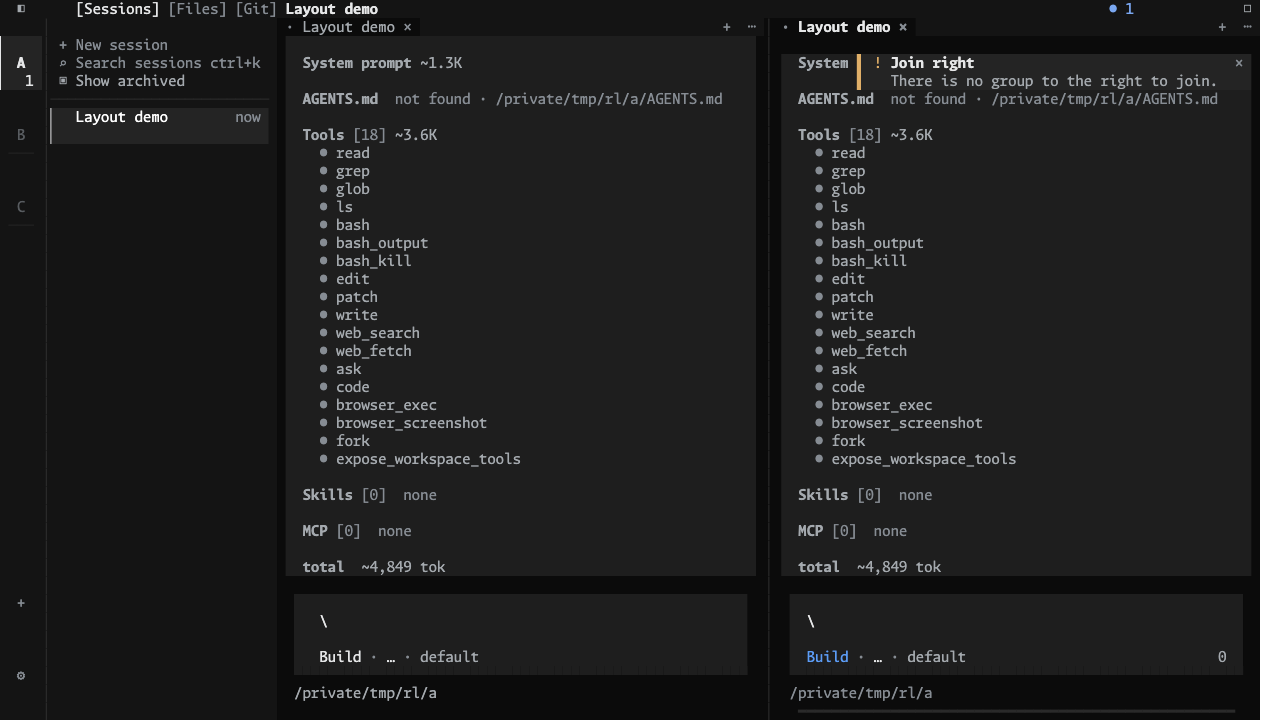 [Sessions] [Files] [Git] Layout demo ● 1
A
1
B
C
+
⚙
+ New session
⌕ Search sessions ctrl+k
▣ Show archived
Layout demo now
· Layout demo × + ⋯
System prompt ~1.3K
AGENTS.md not found · /private/tmp/rl/a/AGENTS.md
Tools [18] ~3.6K
● read
● grep
● glob
● ls
● bash
● bash_output
● bash_kill
● edit
● patch
● write
● web_search
● web_fetch
● ask
● code
● browser_exec
● browser_screenshot
● fork
● expose_workspace_tools
Skills [0] none
MCP [0] none
total ~4,849 tok
\
Build · … · default
/private/tmp/rl/a
· Layout demo × + ⋯
System
! Join right ×
There is no group to the right to join.
AGENTS.md not found · /private/tmp/rl/a/AGENTS.md
Tools [18] ~3.6K
● read
● grep
● glob
● ls
● bash
● bash_output
● bash_kill
● edit
● patch
● write
● web_search
● web_fetch
● ask
● code
● browser_exec
● browser_screenshot
● fork
● expose_workspace_tools
Skills [0] none
MCP [0] none
total ~4,849 tok
\
Build · … · default 0
/private/tmp/rl/a